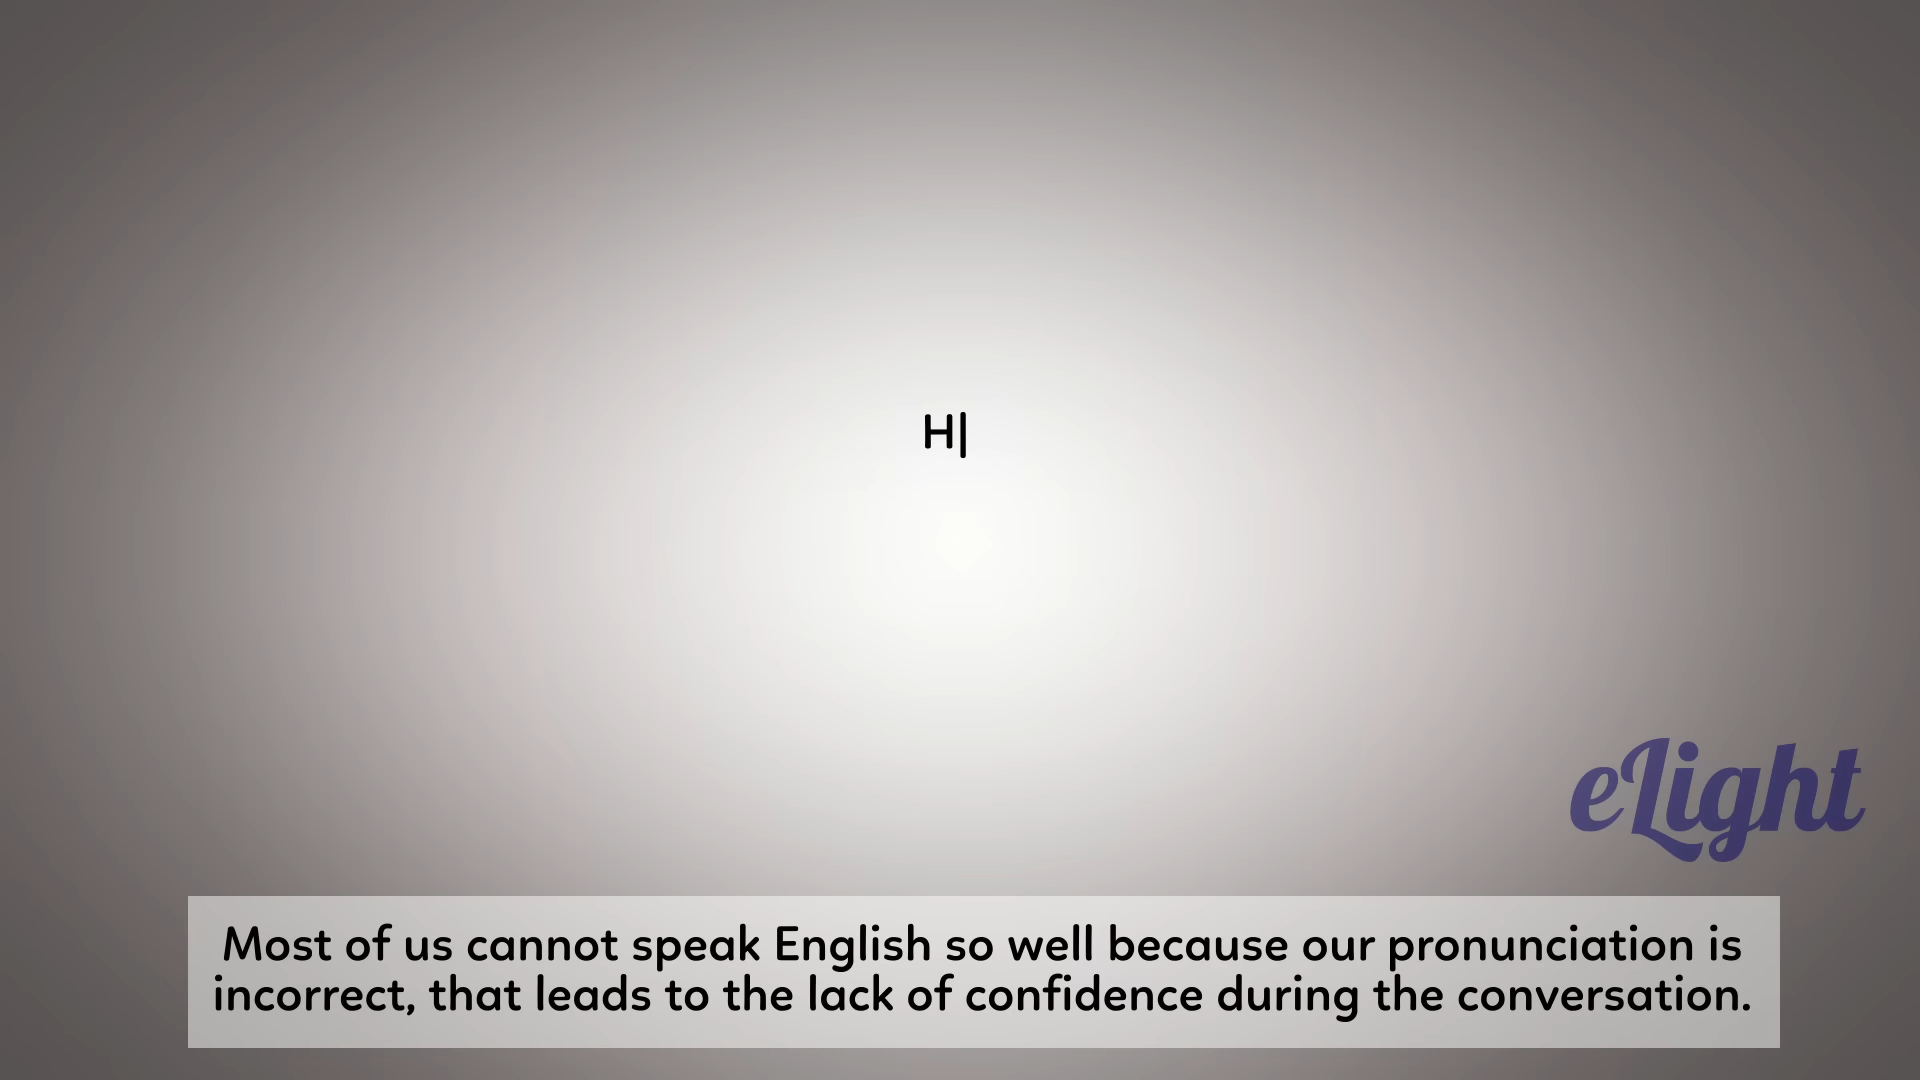 H|
eLight
Most of us cannot speak English so well because our pronunciation is
incorrect, that leads to the lack of confidence during the conversation.